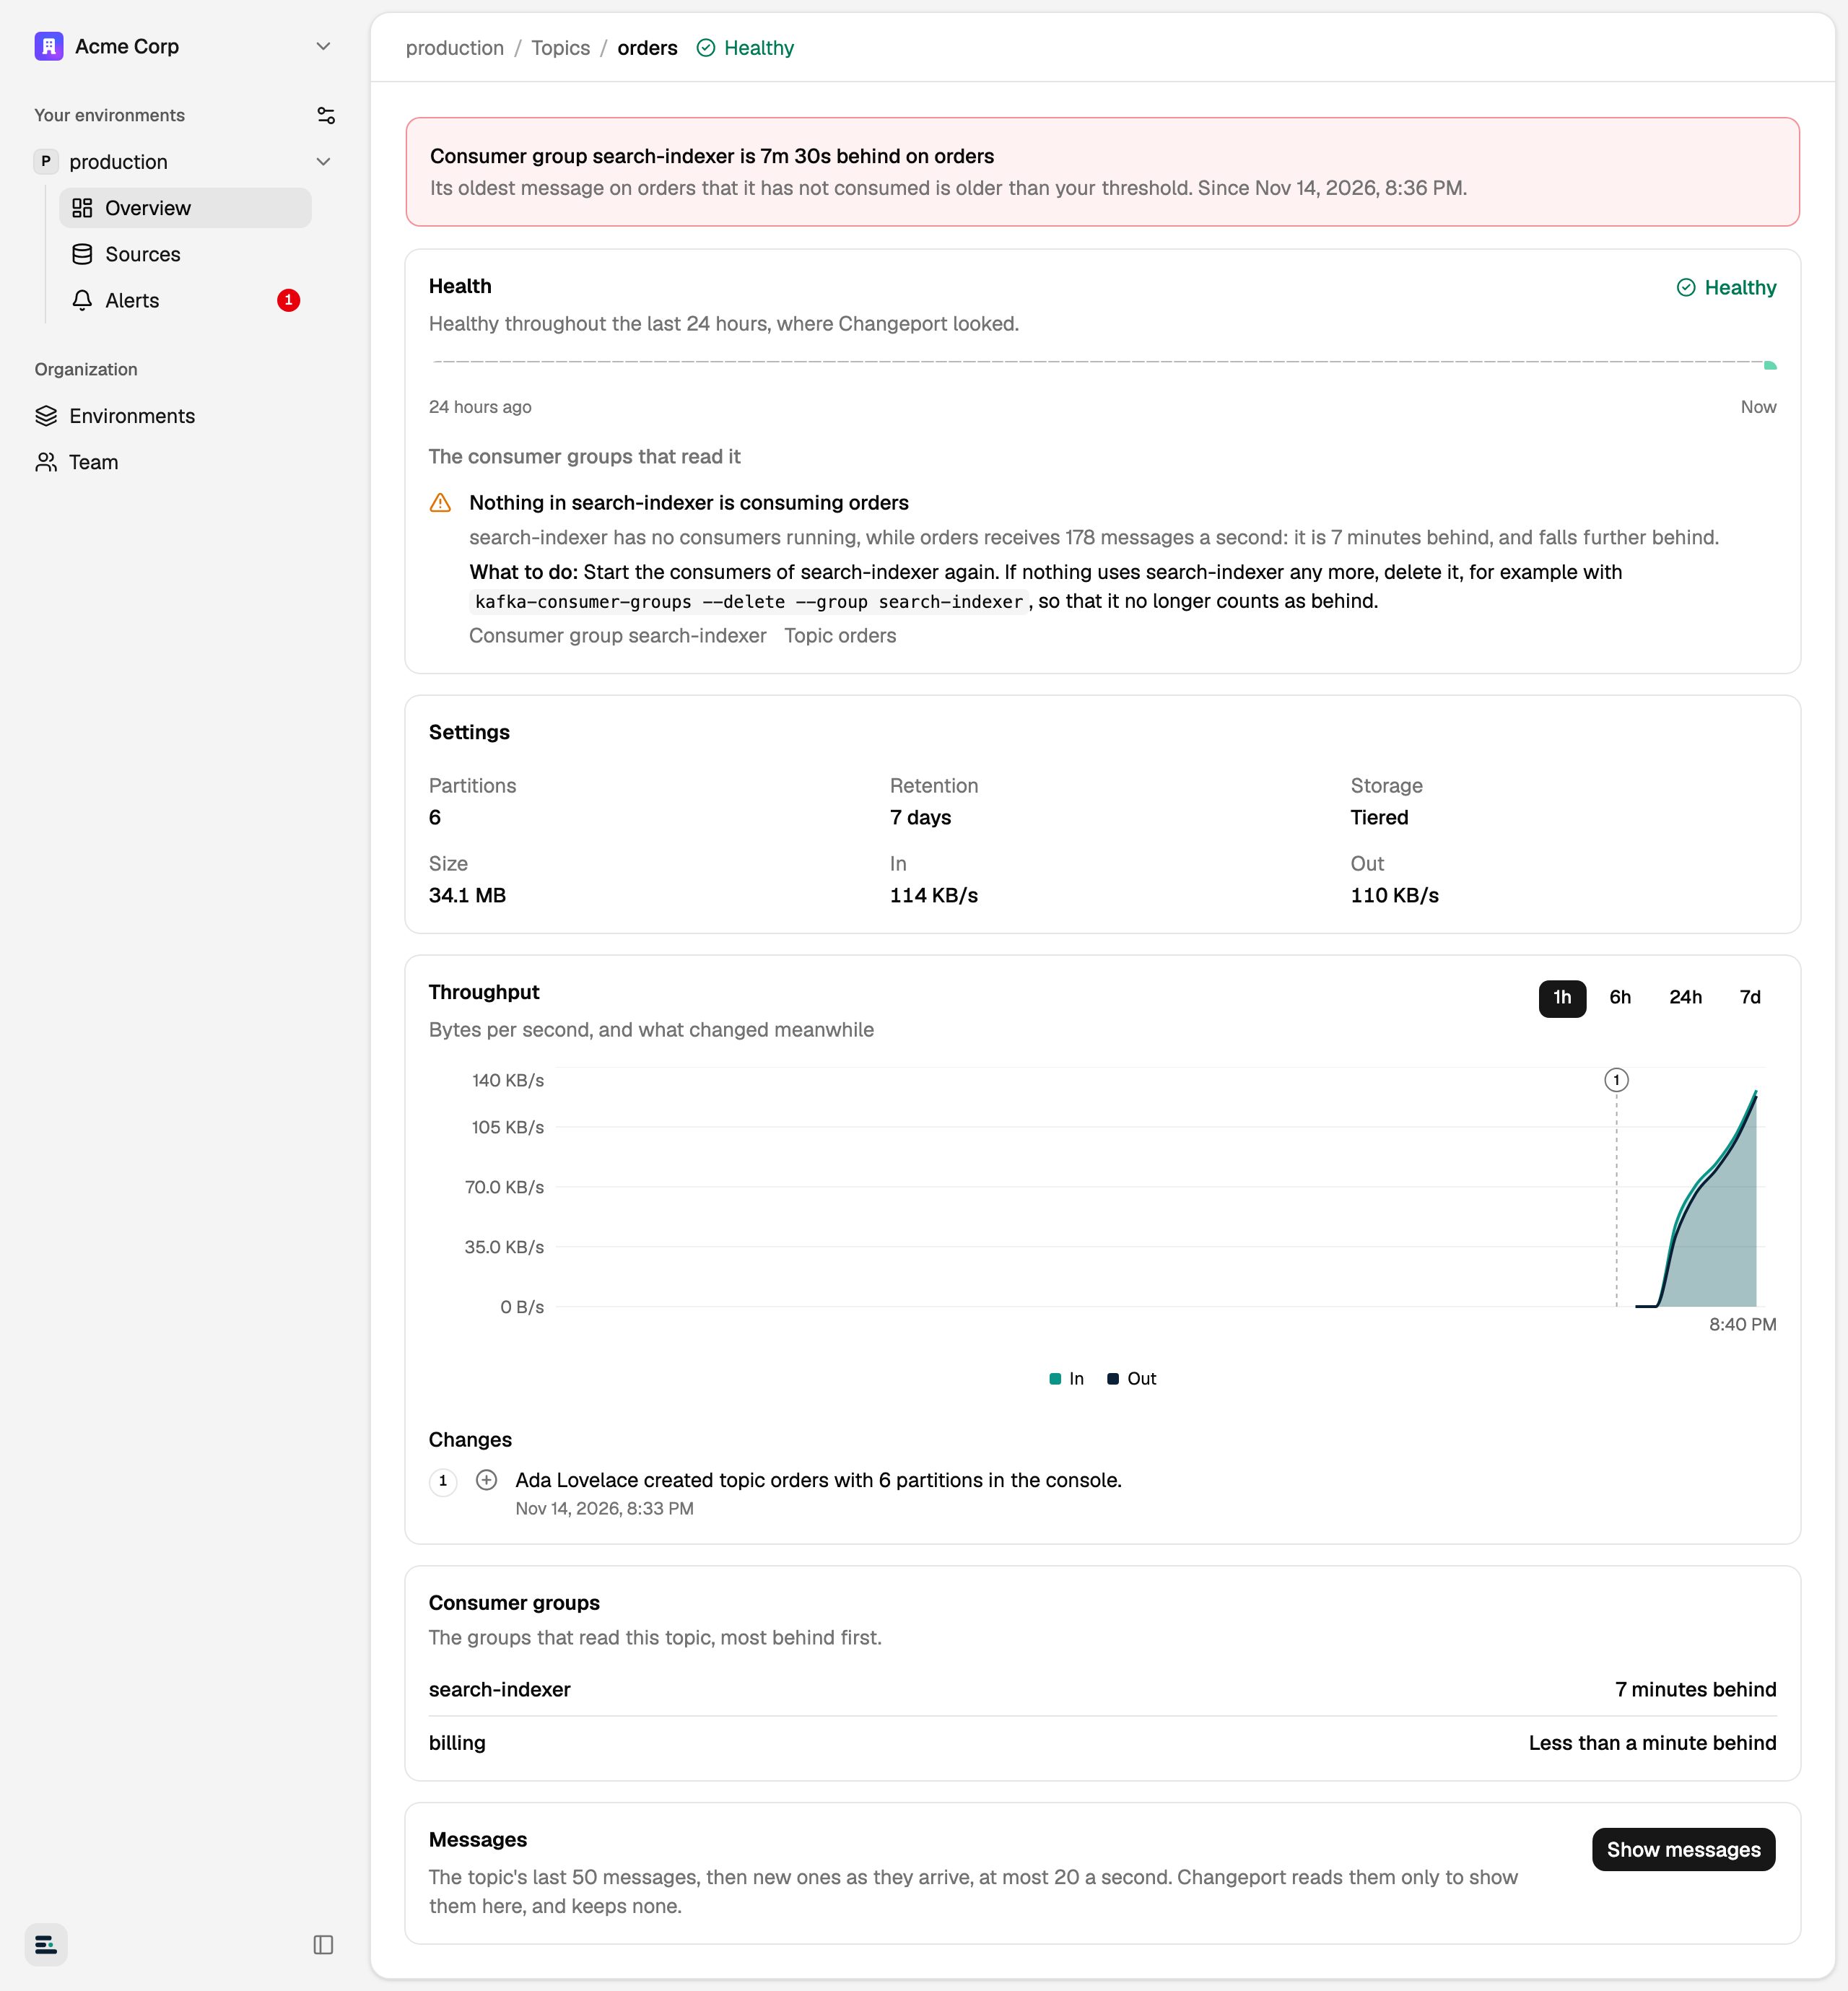 Acme Corp
Your environments
P production
Overview
Sources
Alerts 1
Organization
Environments
Team
production / Topics / orders Healthy
Consumer group search-indexer is 7m 30s behind on orders
Its oldest message on orders that it has not consumed is older than your threshold. Since Nov 14, 2026, 8:36 PM.
Health Healthy
Healthy throughout the last 24 hours, where Changeport looked.
24 hours ago Now
The consumer groups that read it
Nothing in search-indexer is consuming orders
search-indexer has no consumers running, while orders receives 178 messages a second: it is 7 minutes behind, and falls further behind.
What to do: Start the consumers of search-indexer again. If nothing uses search-indexer any more, delete it, for example with
kafka-consumer-groups --delete --group search-indexer, so that it no longer counts as behind.
Consumer group search-indexer Topic orders
Settings
Partitions Retention Storage
6 7 days Tiered
Size In Out
34.1 MB 114 KB/s 110 KB/s
Throughput 1h 6h 24h 7d
Bytes per second, and what changed meanwhile
140 KB/s 1
105 KB/s
70.0 KB/s
35.0 KB/s
0 B/s
8:40 PM
In Out
Changes
1 Ada Lovelace created topic orders with 6 partitions in the console.
Nov 14, 2026, 8:33 PM
Consumer groups
The groups that read this topic, most behind first.
search-indexer 7 minutes behind
billing Less than a minute behind
Messages Show messages
The topic's last 50 messages, then new ones as they arrive, at most 20 a second. Changeport reads them only to show
them here, and keeps none.